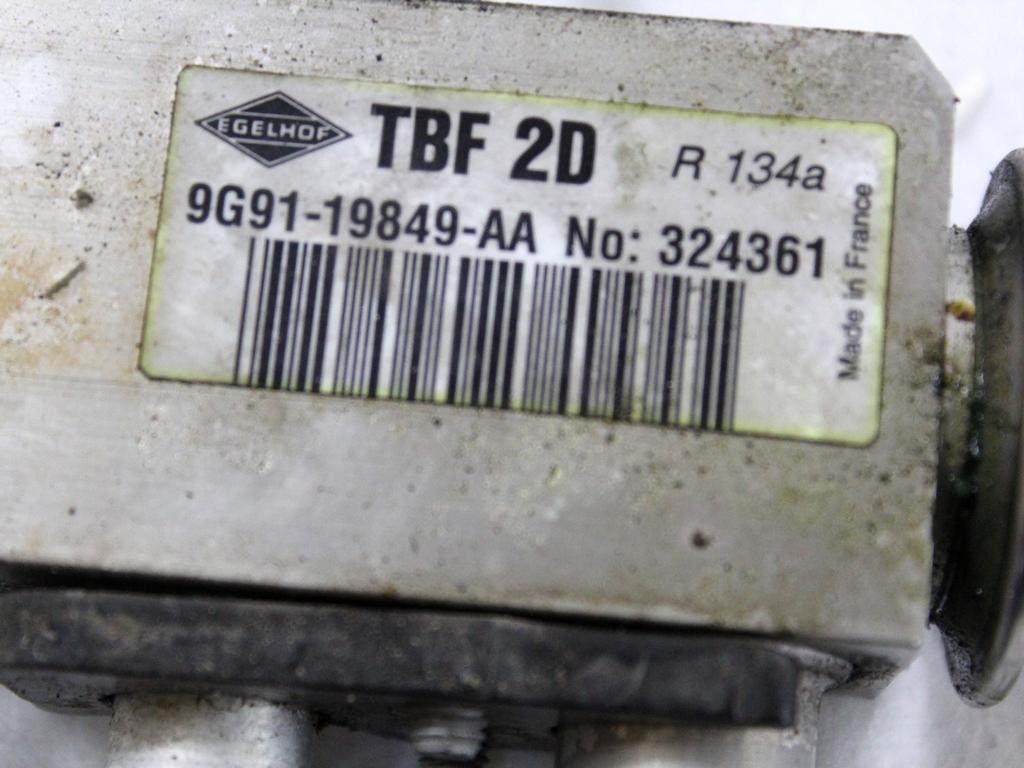 EGELHOF
TBF 2D
R 134a
9G91-19849-AA No: 324361
Made in France